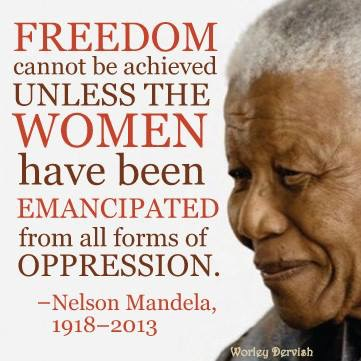 FREEDOM
cannot be achieved
UNLESS THE
WOMEN
have been
EMANCIPATED
from all forms of
OPPRESSION.
–Nelson Mandela,
1918–2013
Worley Dervish